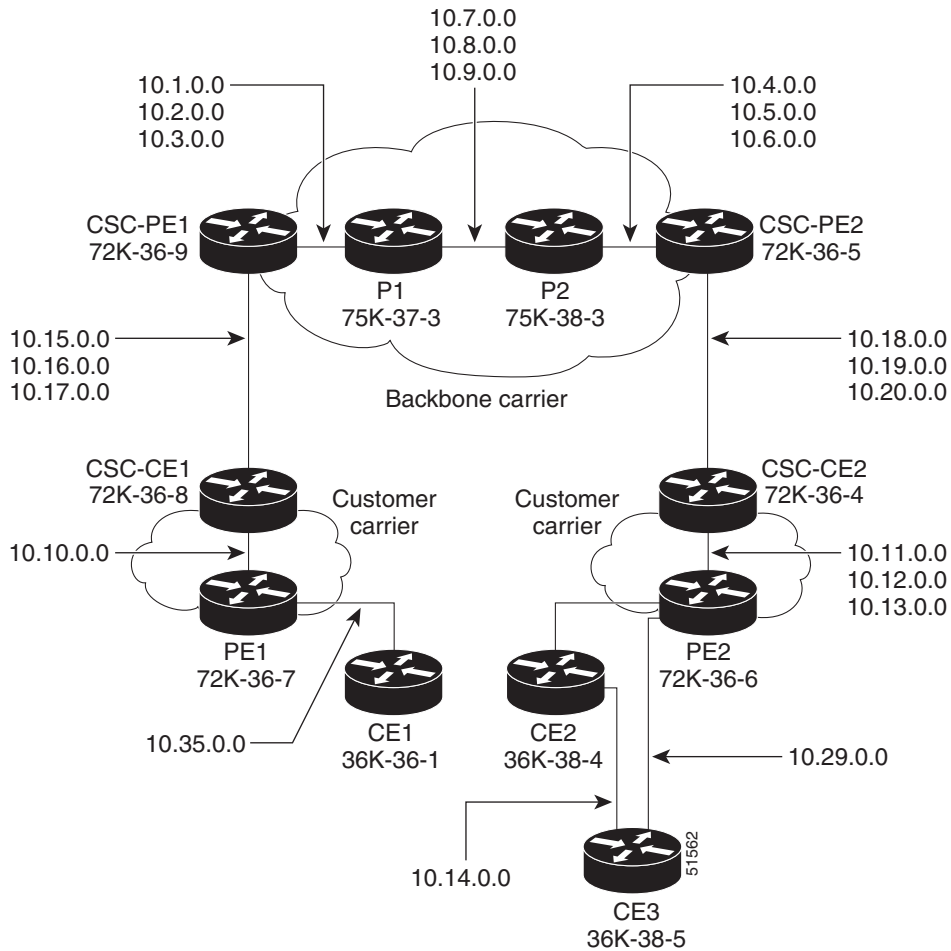 10.7.0.0
10.8.0.0
10.9.0.0
10.1.0.0
10.2.0.0
10.3.0.0
10.4.0.0
10.5.0.0
10.6.0.0
CSC-PE1
72K-36-9
P1
75K-37-3
P2
75K-38-3
CSC-PE2
72K-36-5
10.15.0.0
10.16.0.0
10.17.0.0
Backbone carrier
10.18.0.0
10.19.0.0
10.20.0.0
CSC-CE1
72K-36-8
Customer
carrier
Customer
carrier
CSC-CE2
72K-36-4
10.10.0.0
10.11.0.0
10.12.0.0
10.13.0.0
PE1
72K-36-7
PE2
72K-36-6
CE1
36K-36-1
CE2
36K-38-4
10.35.0.0
10.29.0.0
10.14.0.0
51562
CE3
36K-38-5